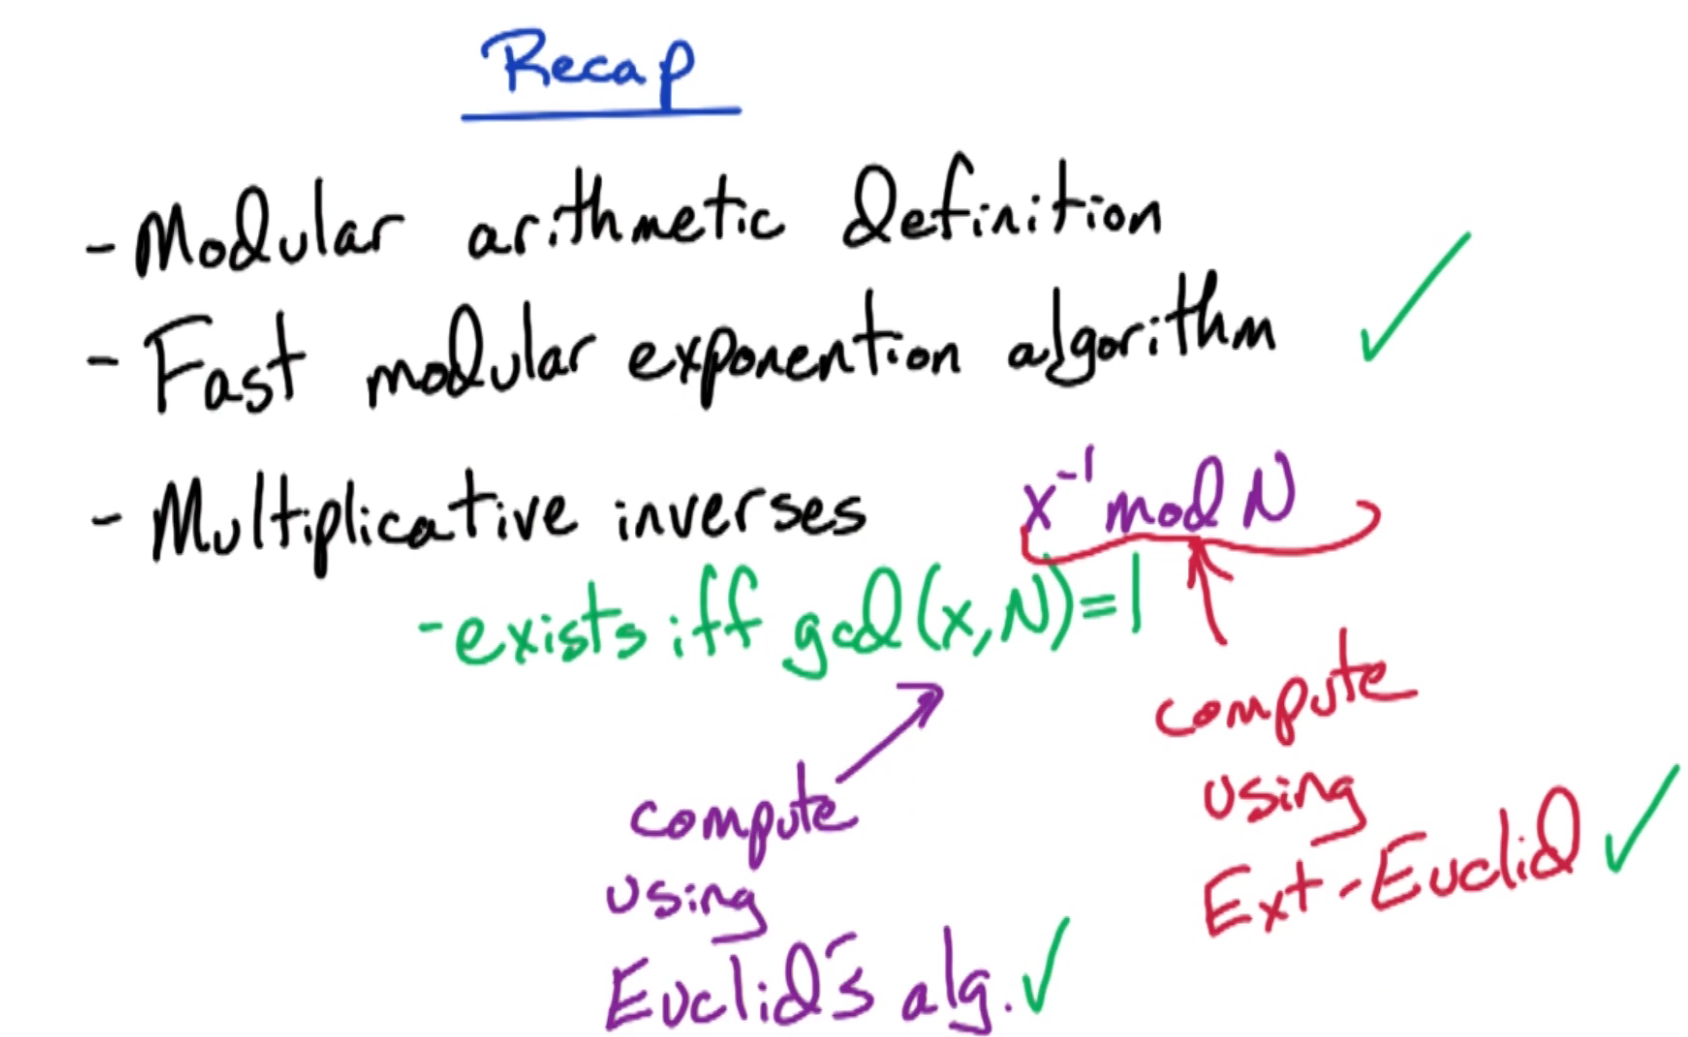 Recap
- Modular arithmetic definition
- Fast modular exponention algorithm
- Multiplicative inverses x⁻¹ mod N
- exists iff gcd(x,N)=1
compute
using
Euclid's alg.
compute
using
Ext-Euclid